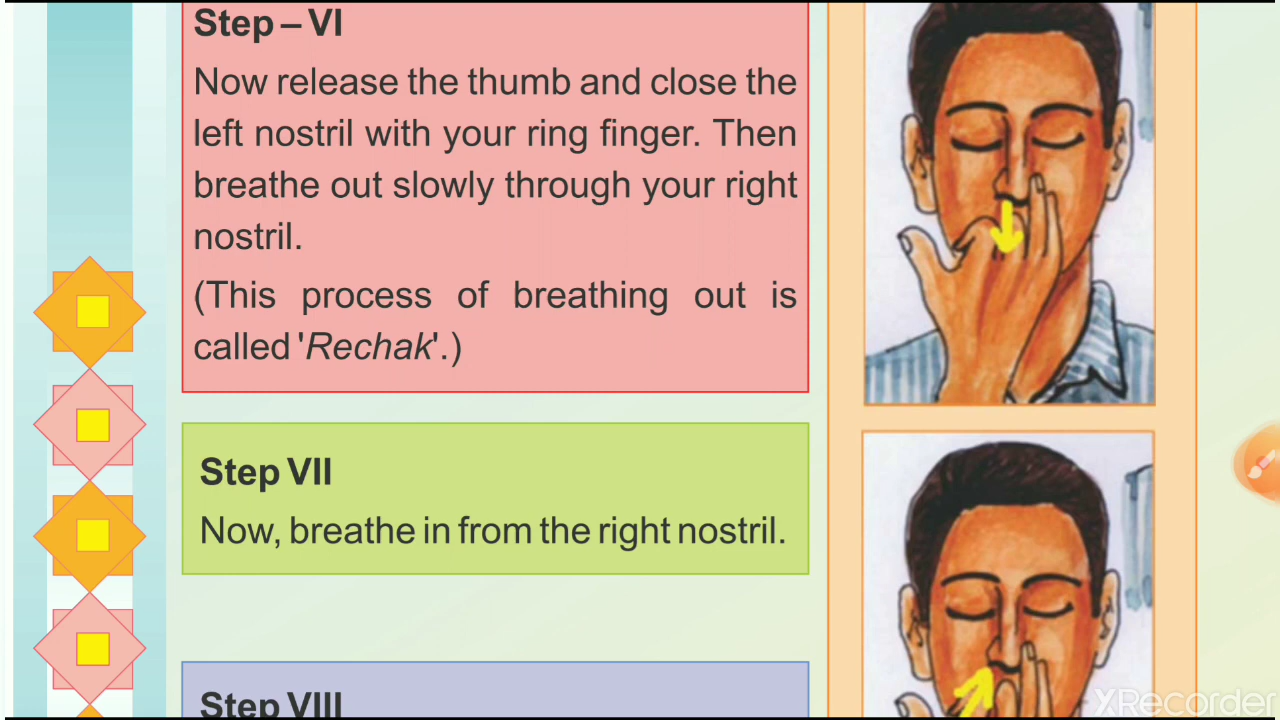 Step – VI
Now release the thumb and close the
left nostril with your ring finger. Then
breathe out slowly through your right
nostril.
(This process of breathing out is
called 'Rechak'.)
Step VII
Now, breathe in from the right nostril.
Step VIII
XRecorder